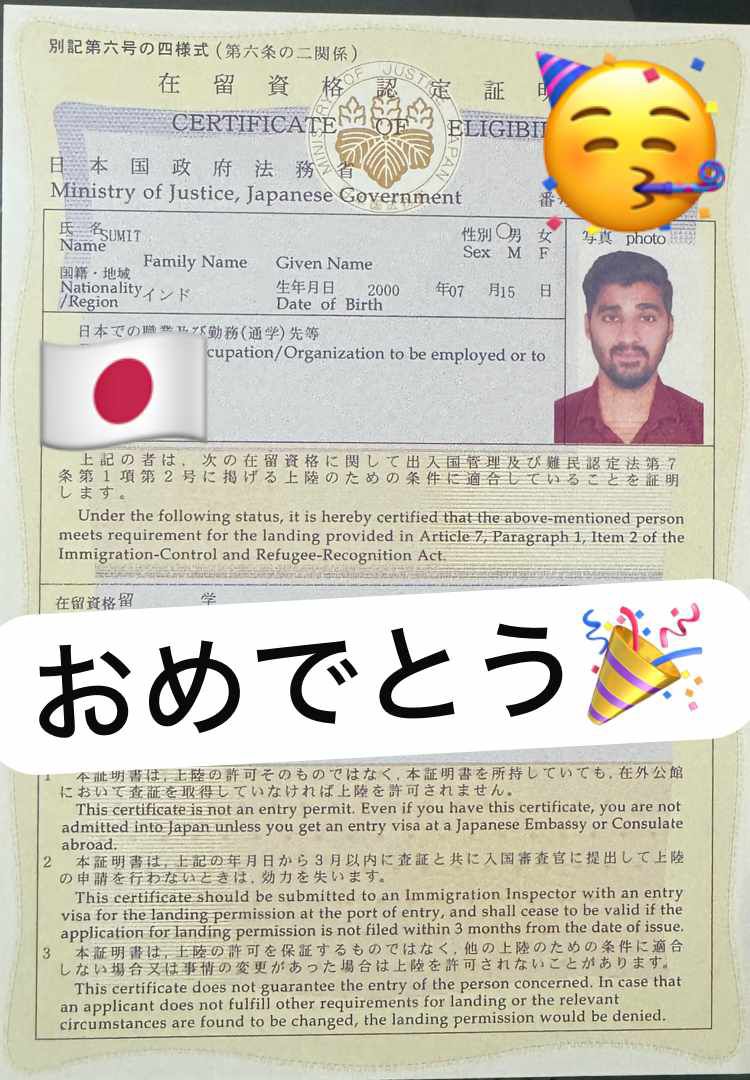 別記第六号の四様式(第六条の二関係)
在留資格認定証明
CERTIFICATE OF ELIGIBI
MINISTRY OF JUSTICE JAPAN
日本国政府法務省
Ministry of Justice, Japanese Government
番
氏名 SUMIT 性別 男 女 写真 photo
Name Family Name Given Name Sex M F
国籍・地域 生年月日 2000 年07 月15 日
Nationality インド Date of Birth
/Region
日本での職業及び勤務(通学)先等
cupation/Organization to be employed or to
上記の者は、次の在留資格に関して出入国管理及び難民認定法第7
条第1項第2号に掲げる上陸のための条件に適合していることを証明
します。
Under the following status, it is hereby certified that the above-mentioned person
meets requirement for the landing provided in Article 7, Paragraph 1, Item 2 of the
Immigration-Control and Refugee-Recognition Act.
在留資格 留学
おめでとう
1 本証明書は、上陸の許可そのものではなく、本証明書を所持していても、在外公館
において査証を取得していなければ上陸を許可されません。
This certificate is not an entry permit. Even if you have this certificate, you are not
admitted into Japan unless you get an entry visa at a Japanese Embassy or Consulate
abroad.
2 本証明書は、上記の年月日から3月以内に査証と共に入国審査官に提出して上陸
の申請を行わないときは、効力を失います。
This certificate should be submitted to an Immigration Inspector with an entry
visa for the landing permission at the port of entry, and shall cease to be valid if the
application for landing permission is not filed within 3 months from the date of issue.
3 本証明書は、上陸の許可を保証するものではなく、他の上陸のための条件に適合
しない場合又は事情の変更があった場合は上陸を許可されないことがあります。
This certificate does not guarantee the entry of the person concerned. In case that
an applicant does not fulfill other requirements for landing or the relevant
circumstances are found to be changed, the landing permission would be denied.